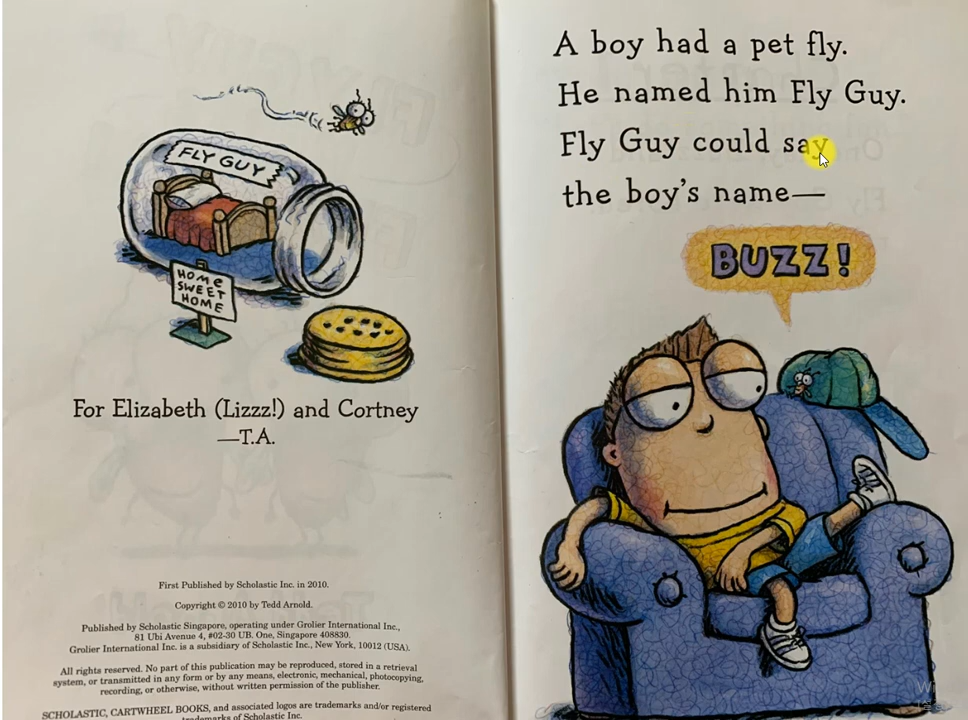 FLY GUY
HOME
SWEET
HOME
For Elizabeth (Lizzz!) and Cortney
—T.A.
First Published by Scholastic Inc. in 2010.
Copyright © 2010 by Tedd Arnold.
Published by Scholastic Singapore, operating under Grolier International Inc.,
81 Ubi Avenue 4, #02-30 UB. One, Singapore 408830.
Grolier International Inc. is a subsidiary of Scholastic Inc., New York, 10012 (USA).
All rights reserved. No part of this publication may be reproduced, stored in a retrieval
system, or transmitted in any form or by any means, electronic, mechanical, photocopying,
recording, or otherwise, without written permission of the publisher.
SCHOLASTIC, CARTWHEEL BOOKS, and associated logos are trademarks and/or registered
trademarks of Scholastic Inc.
A boy had a pet fly.
He named him Fly Guy.
Fly Guy could say
the boy's name—
BUZZ!